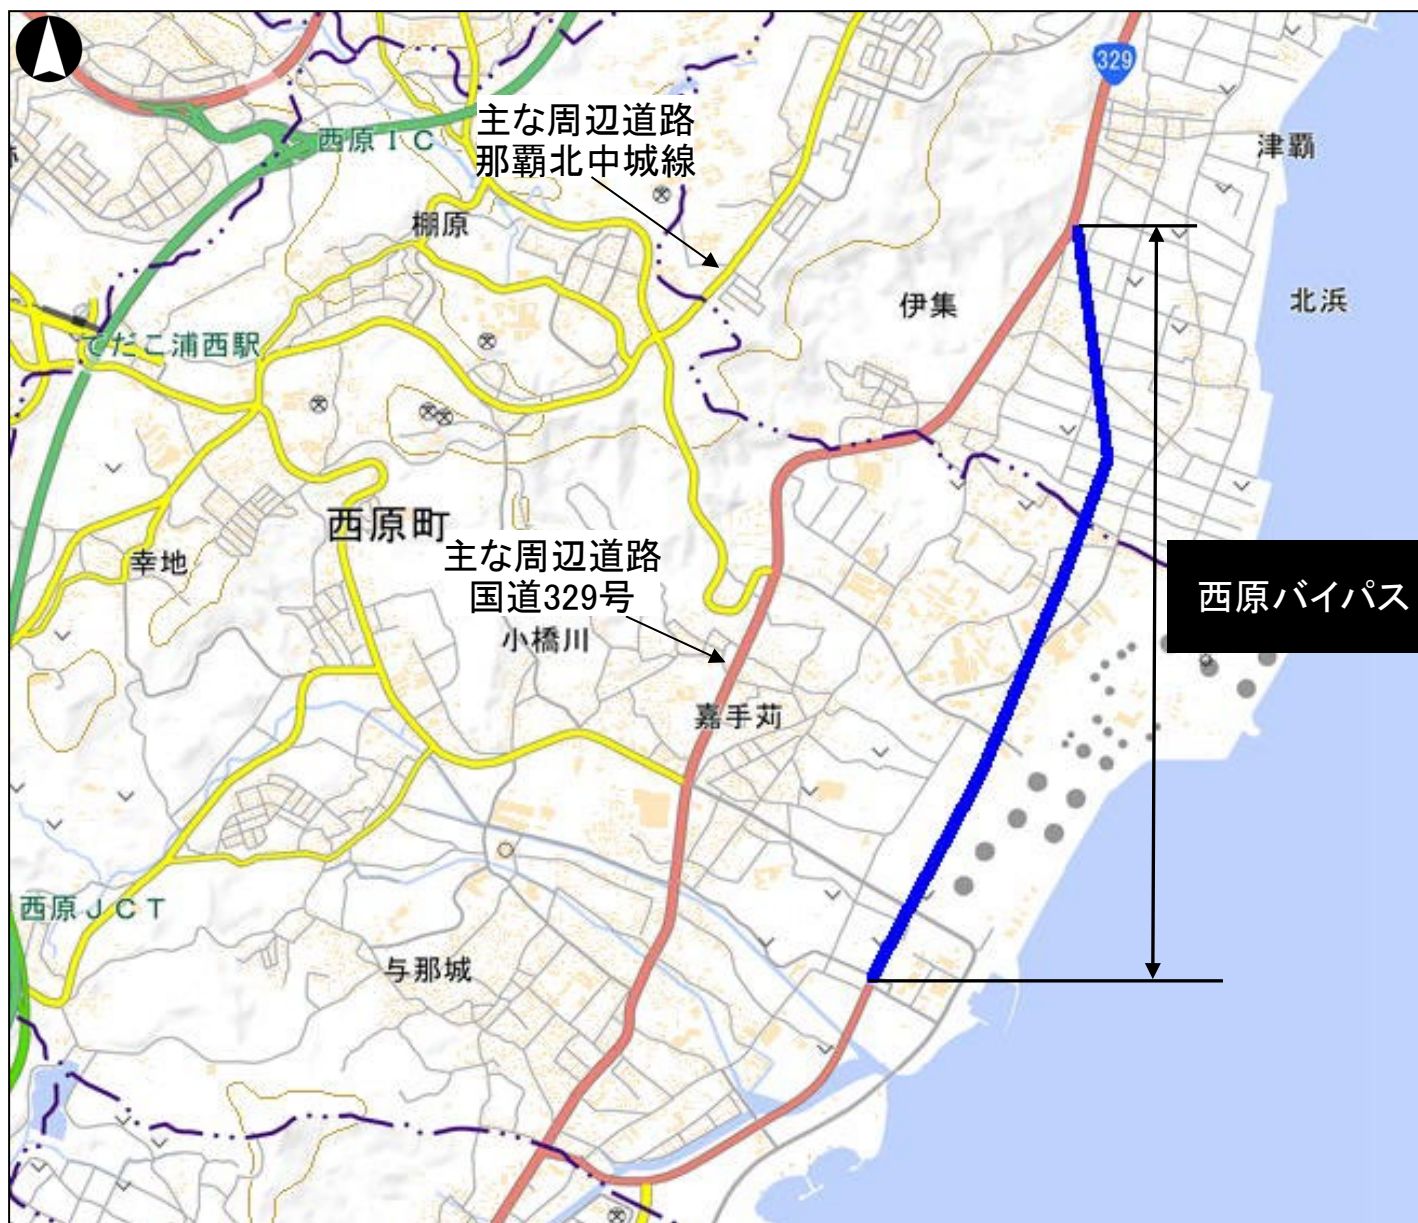 329
主な周辺道路
那覇北中城線
西原ＩＣ
津覇
棚原
北浜
伊集
てだこ浦西駅
西原町
主な周辺道路
国道329号
幸地
西原バイパス
小橋川
嘉手苅
西原ＪＣＴ
与那城